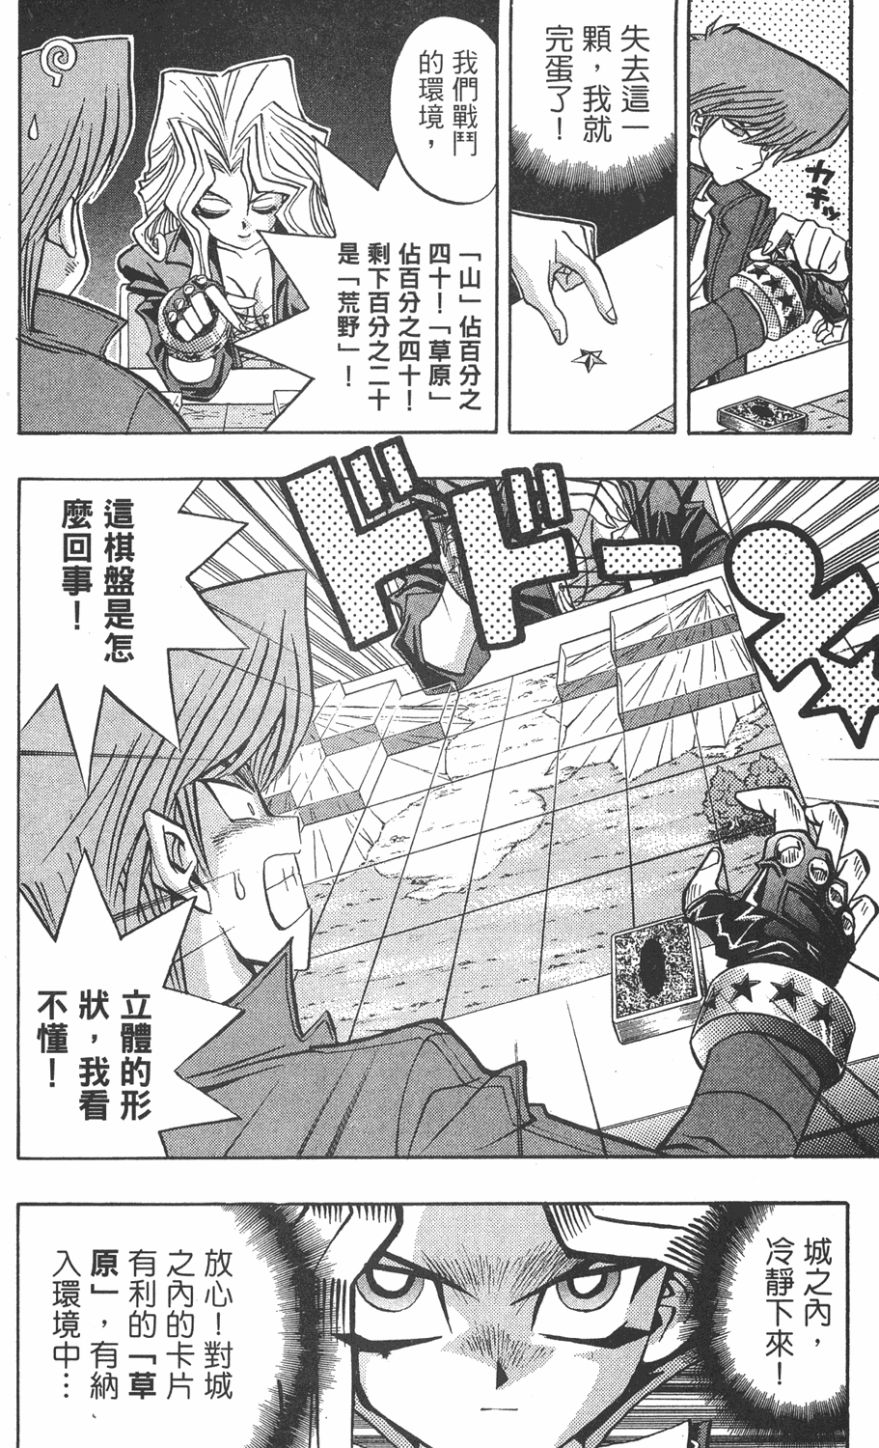 カキッ
失去這一
顆，我就
完蛋了！
我們戰鬥
的環境，
「山」佔百分之
四十！「草原」
佔百分之四十！
剩下百分之二十
是「荒野」！
ドドーン
這棋盤是怎
麼回事！
立體的形
狀，我看
不懂！
城之內，
冷靜下來！
放心！對城
之內的卡片
有利的「草
原」，有納
入環境中…